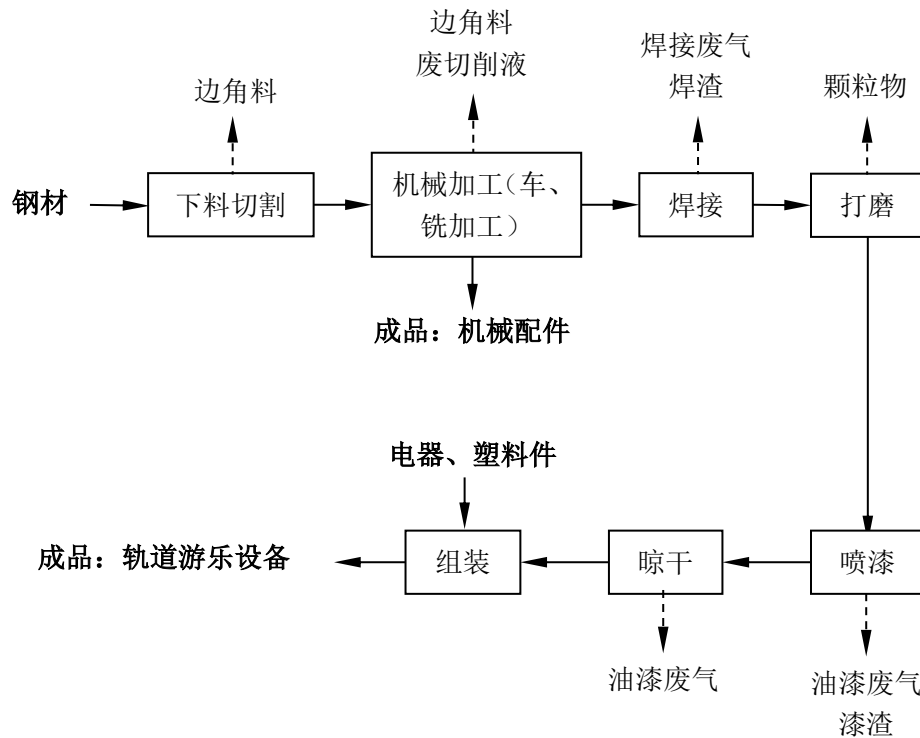 边角料
废切削液
焊接废气
焊渣
边角料
颗粒物
钢材
下料切割
机械加工（车、
铣加工）
焊接
打磨
成品：机械配件
电器、塑料件
成品：轨道游乐设备
组装
晾干
喷漆
油漆废气
油漆废气
漆渣